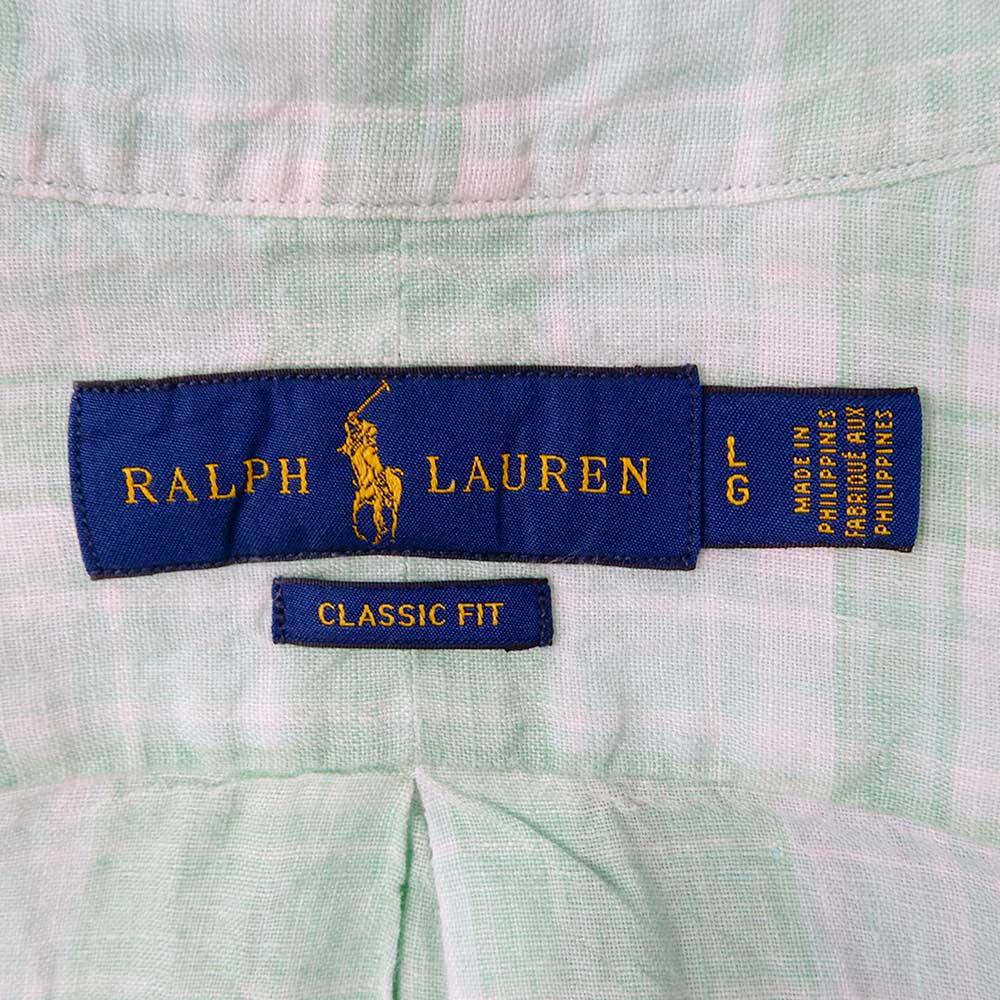 RALPH LAUREN
CLASSIC FIT
L
G
MADE IN
PHILIPPINES
FABRIQUÉ AUX
PHILIPPINES